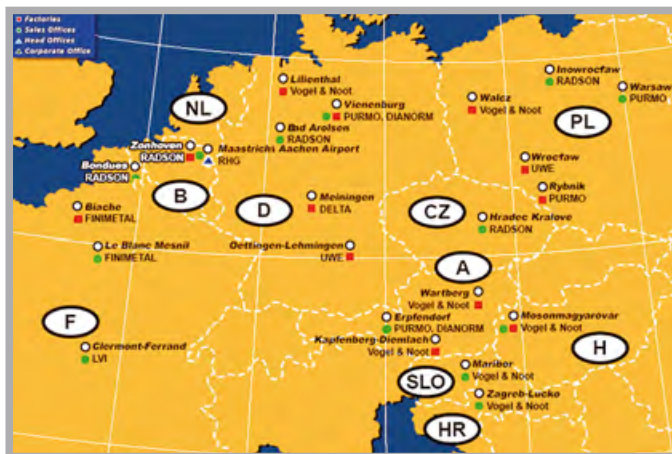 Factories
Sales Offices
Head Offices
Corporate Office
Lilienthal
Vogel & Noot
Inowrocfaw
RADSON
Warsaw
PURMO
NL
Vienenburg
PURMO, DIANORM
Walcz
Vogel & Noot
PL
Bad Arolsen
RADSON
Zonhoven
RADSON
Maastricht Aachen Airport
RHG
Bondues
RADSON
Wrocfaw
UWE
Rybnik
PURMO
B
D
Meiningen
DELTA
CZ
Biache
FINIMETAL
Hradec Kralove
RADSON
Le Blanc Mesnil
FINIMETAL
Oettingen-Lehmingen
UWE
A
Wartberg
Vogel & Noot
F
Erpfendorf
PURMO, DIANORM
Mosonmagyaróvar
Vogel & Noot
Kapfenberg-Diemlach
Vogel & Noot
H
Clermont-Ferrand
LVI
SLO
Maribor
Vogel & Noot
Zagreb-Lucko
Vogel & Noot
HR